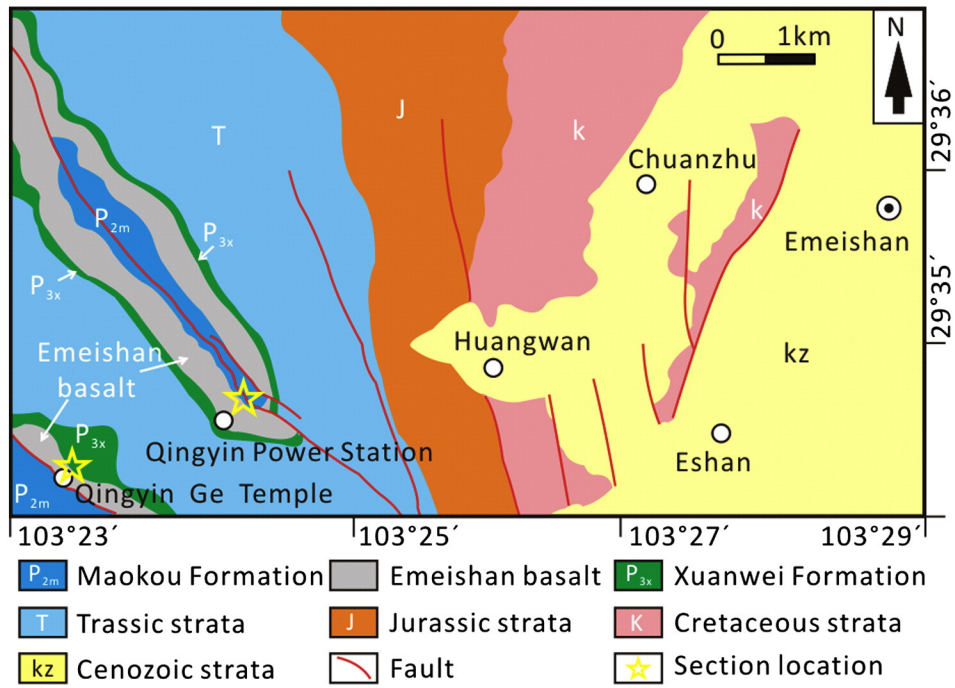 0 1km
N
29°36′
T
J
k
Chuanzhu
P2m
k
P3x
Emeishan
P3x
29°35′
Emeishan
basalt
Huangwan
kz
P3x
Qingyin Power Station
Eshan
P2m
Qingyin Ge Temple
103°23′ 103°25′ 103°27′ 103°29′
P2m Maokou Formation Emeishan basalt P3x Xuanwei Formation
T Trassic strata J Jurassic strata K Cretaceous strata
kz Cenozoic strata Fault Section location